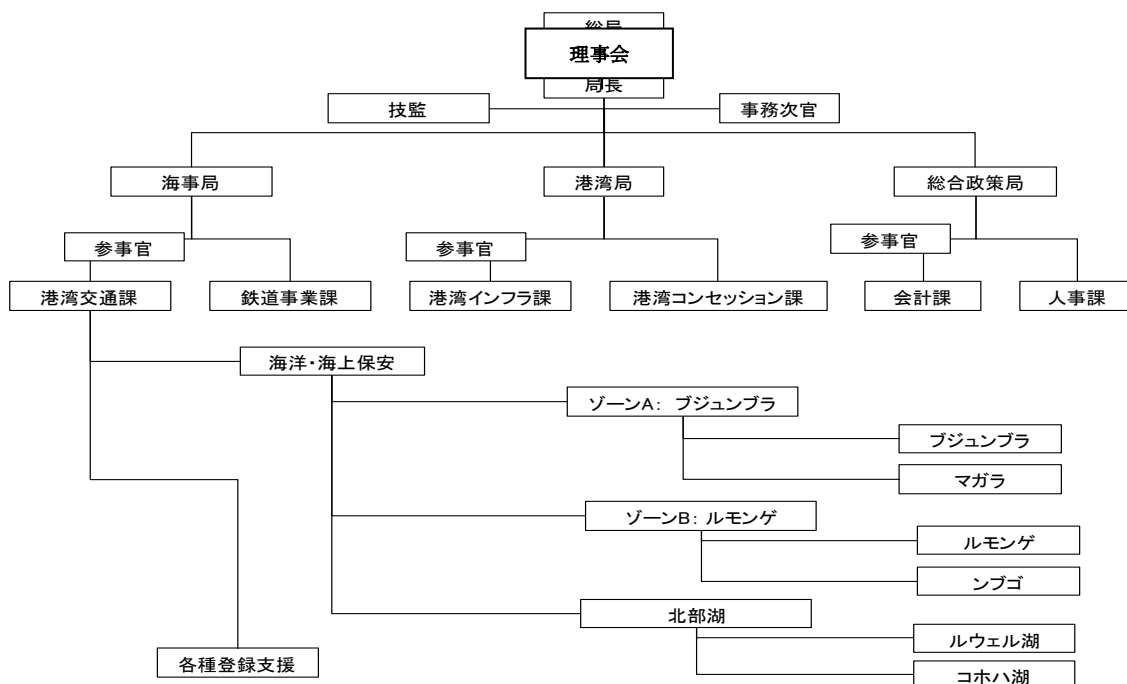 総局
理事会
局長
技監
事務次官
海事局
港湾局
総合政策局
参事官
参事官
参事官
港湾交通課
鉄道事業課
港湾インフラ課
港湾コンセッション課
会計課
人事課
海洋・海上保安
ゾーンA: ブジュンブラ
ブジュンブラ
マガラ
ゾーンB: ルモンゲ
ルモンゲ
ンブゴ
北部湖
ルウェル湖
各種登録支援
コホハ湖